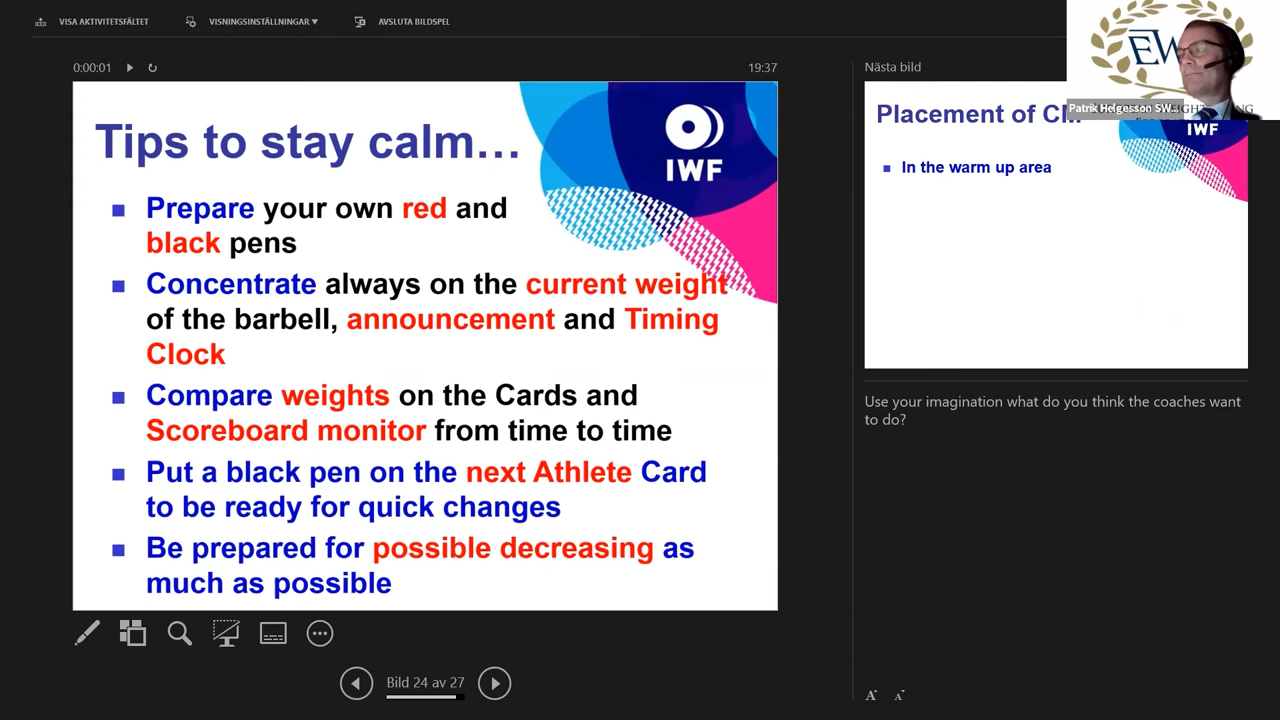 VISA AKTIVITETSFÄLTET
VISNINGSINSTÄLLNINGAR
AVSLUTA BILDSPEL
0:00:01
19:37
Tips to stay calm…
IWF
Prepare your own red and
black pens
Concentrate always on the current weight
of the barbell, announcement and Timing
Clock
Compare weights on the Cards and
Scoreboard monitor from time to time
Put a black pen on the next Athlete Card
to be ready for quick changes
Be prepared for possible decreasing as
much as possible
Bild 24 av 27
Nästa bild
Placement of
In the warm up area
IWF
Use your imagination what do you think the coaches want
to do?
EW
Patrik Helgesson SW...